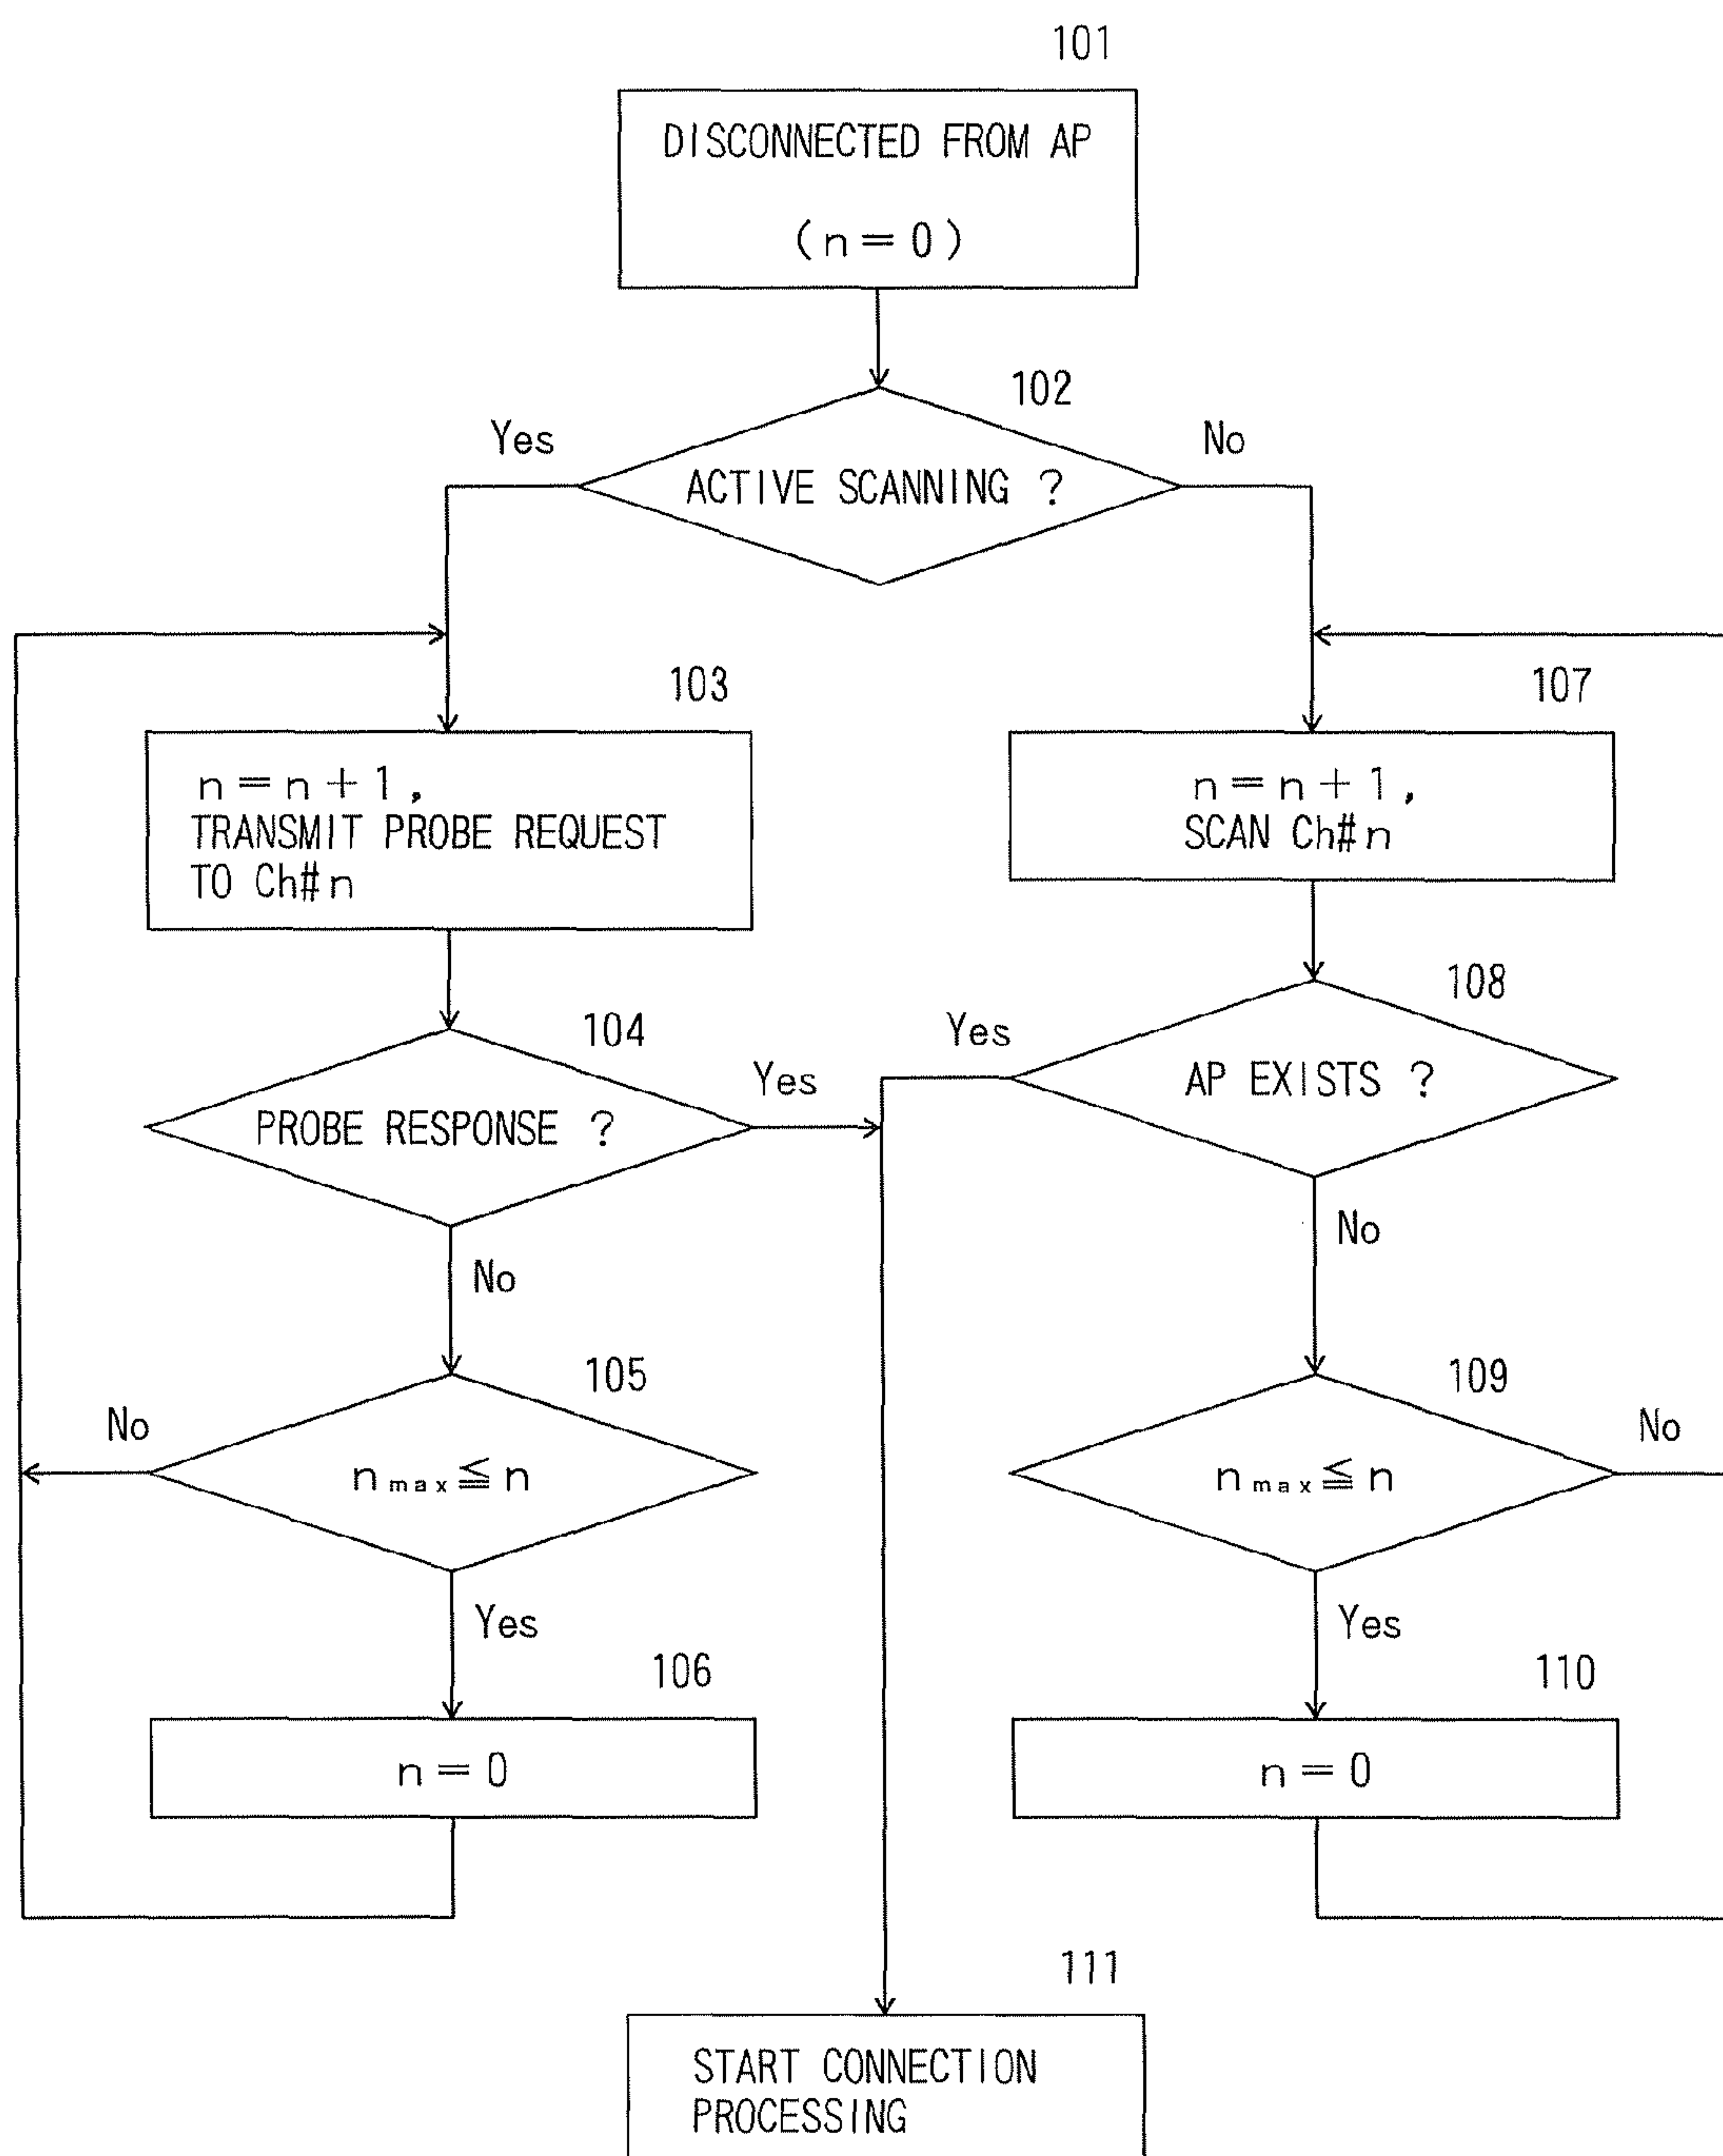 101
DISCONNECTED FROM AP
(n=0)
102
Yes
No
ACTIVE SCANNING ?
103
107
n=n+1,
TRANSMIT PROBE REQUEST
TO Ch#n
n=n+1,
SCAN Ch#n
104
Yes
PROBE RESPONSE ?
108
Yes
AP EXISTS ?
No
No
105
No
nmax≦n
109
No
nmax≦n
Yes
Yes
106
n=0
110
n=0
111
START CONNECTION
PROCESSING